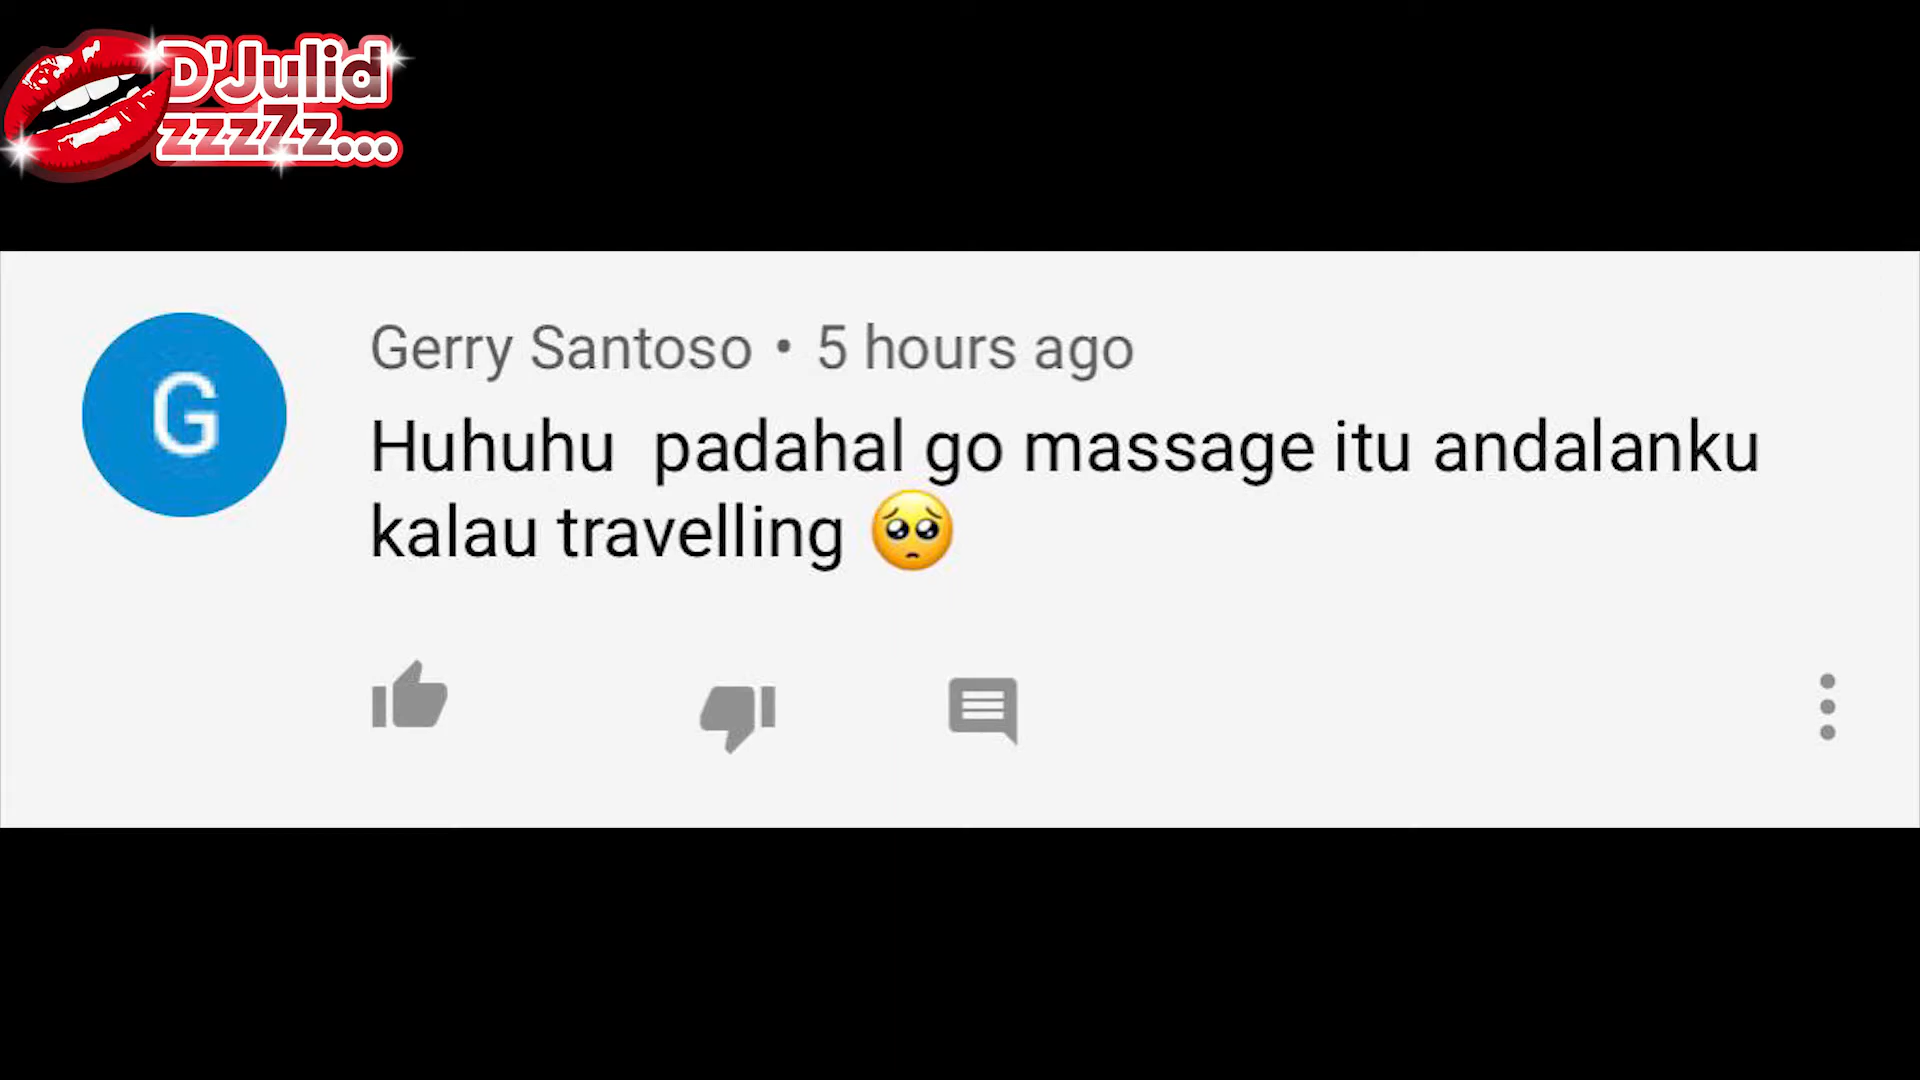 D'Julid
zzzZz...
G
Gerry Santoso • 5 hours ago
Huhuhu  padahal go massage itu andalanku
kalau travelling 🥺